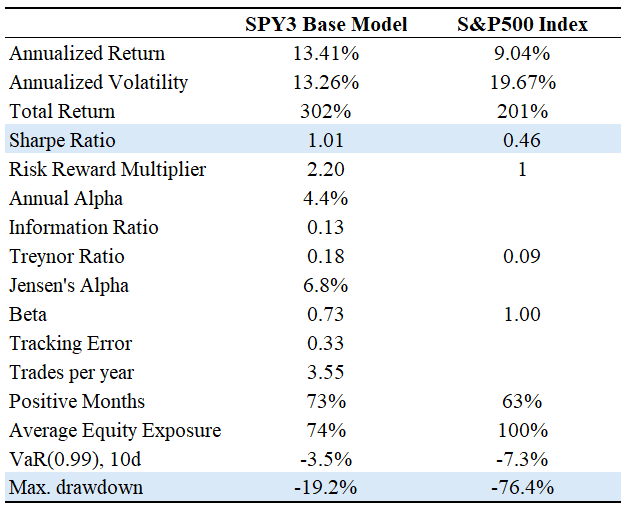 SPY3 Base Model S&P500 Index
Annualized Return 13.41% 9.04%
Annualized Volatility 13.26% 19.67%
Total Return 302% 201%
Sharpe Ratio 1.01 0.46
Risk Reward Multiplier 2.20 1
Annual Alpha 4.4%
Information Ratio 0.13
Treynor Ratio 0.18 0.09
Jensen's Alpha 6.8%
Beta 0.73 1.00
Tracking Error 0.33
Trades per year 3.55
Positive Months 73% 63%
Average Equity Exposure 74% 100%
VaR(0.99), 10d -3.5% -7.3%
Max. drawdown -19.2% -76.4%